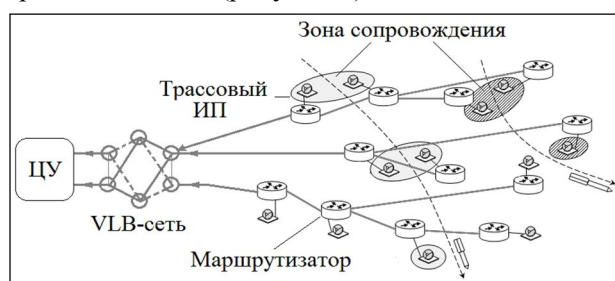 Зона сопровождения
Трассовый
ИП
ЦУ
VLB-сеть
Маршрутизатор